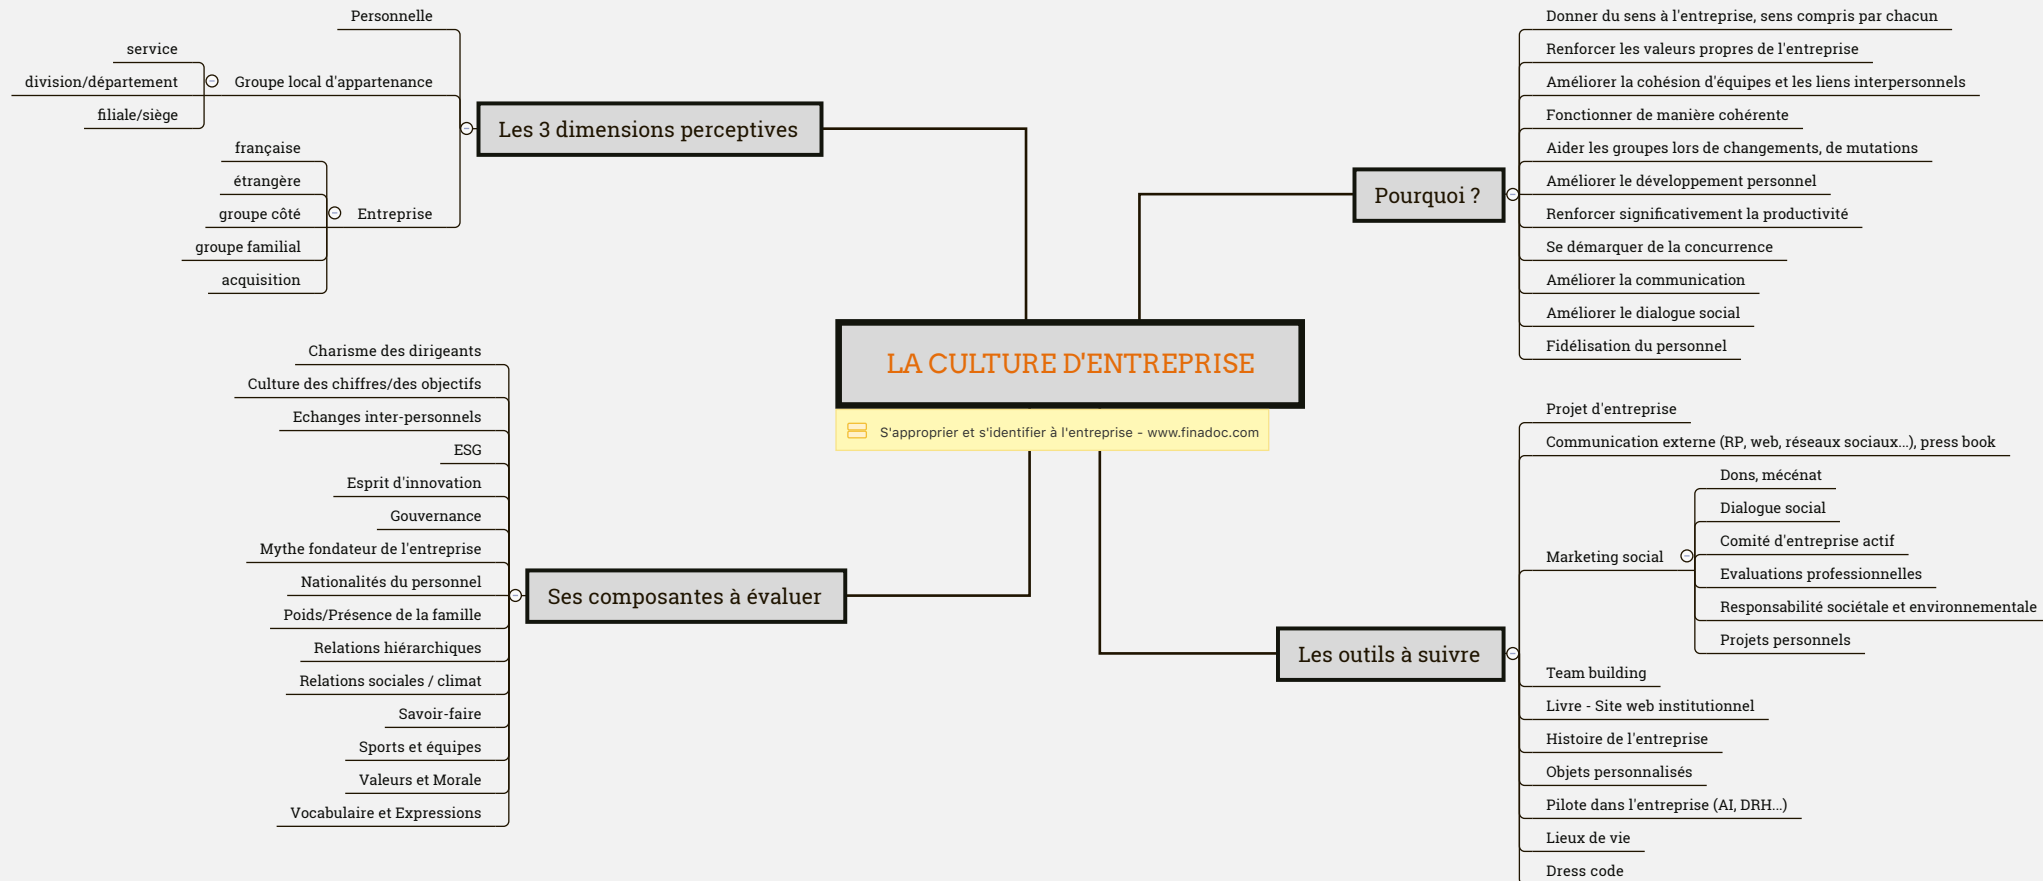 LA CULTURE D'ENTREPRISE
S'approprier et s'identifier à l'entreprise - www.finadoc.com
Les 3 dimensions perceptives
Personnelle
Groupe local d'appartenance
service
division/département
filiale/siège
Entreprise
française
étrangère
groupe côté
groupe familial
acquisition
Pourquoi ?
Donner du sens à l'entreprise, sens compris par chacun
Renforcer les valeurs propres de l'entreprise
Améliorer la cohésion d'équipes et les liens interpersonnels
Fonctionner de manière cohérente
Aider les groupes lors de changements, de mutations
Améliorer le développement personnel
Renforcer significativement la productivité
Se démarquer de la concurrence
Améliorer la communication
Améliorer le dialogue social
Fidélisation du personnel
Ses composantes à évaluer
Charisme des dirigeants
Culture des chiffres/des objectifs
Echanges inter-personnels
ESG
Esprit d'innovation
Gouvernance
Mythe fondateur de l'entreprise
Nationalités du personnel
Poids/Présence de la famille
Relations hiérarchiques
Relations sociales / climat
Savoir-faire
Sports et équipes
Valeurs et Morale
Vocabulaire et Expressions
Les outils à suivre
Projet d'entreprise
Communication externe (RP, web, réseaux sociaux...), press book
Marketing social
Dons, mécénat
Dialogue social
Comité d'entreprise actif
Evaluations professionnelles
Responsabilité sociétale et environnementale
Projets personnels
Team building
Livre - Site web institutionnel
Histoire de l'entreprise
Objets personnalisés
Pilote dans l'entreprise (AI, DRH...)
Lieux de vie
Dress code